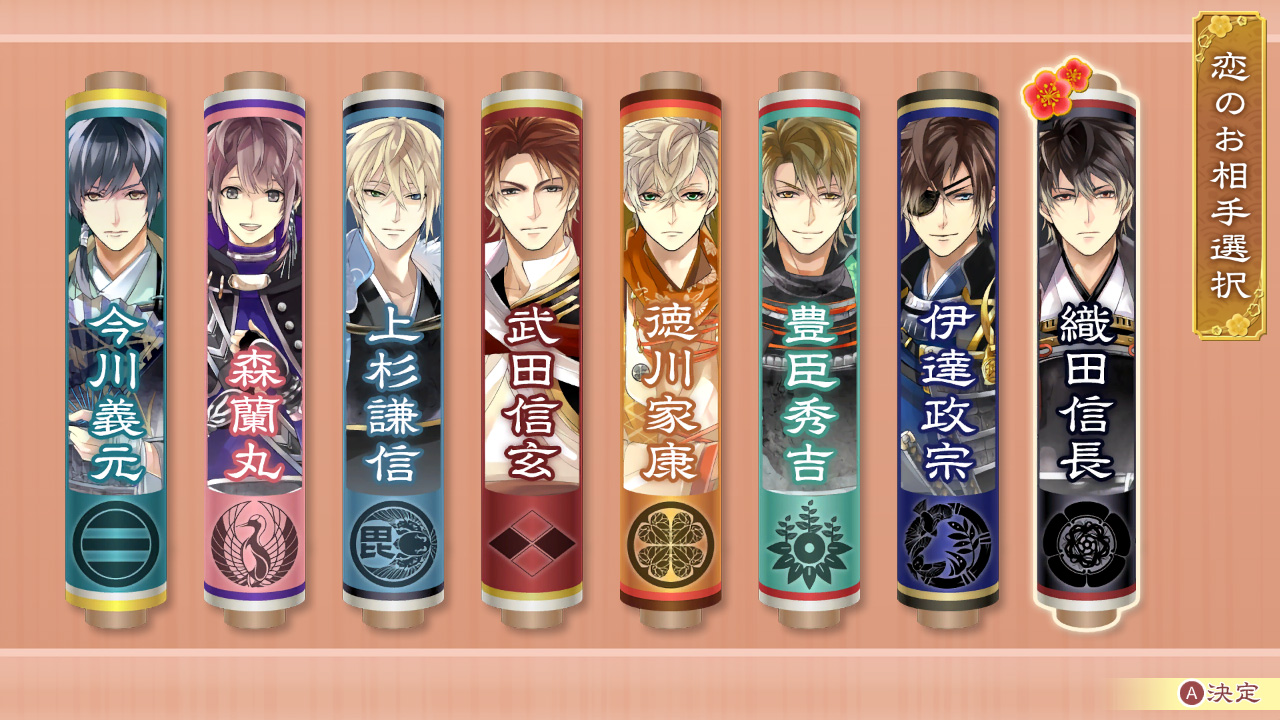 恋のお相手選択
織田信長
伊達政宗
豊臣秀吉
徳川家康
武田信玄
上杉謙信
毘
森蘭丸
今川義元
A決定